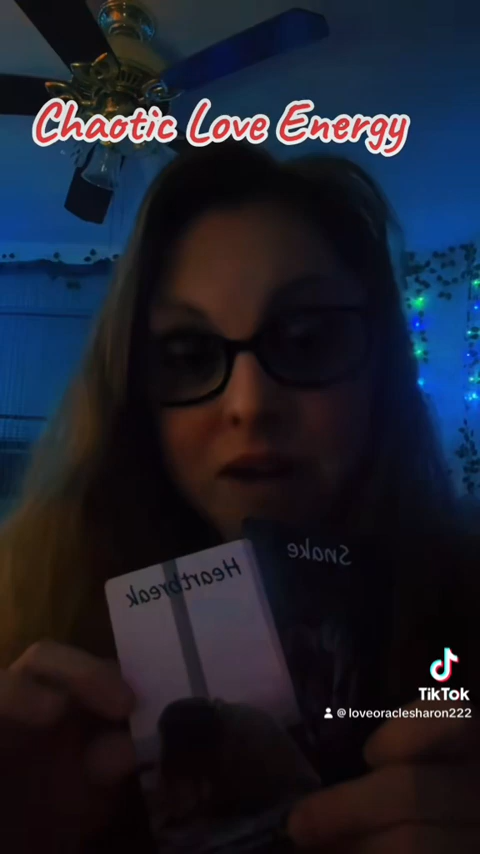 Chaotic Love Energy
Snake
Heartbreak
TikTok
@loveoraclesharon222